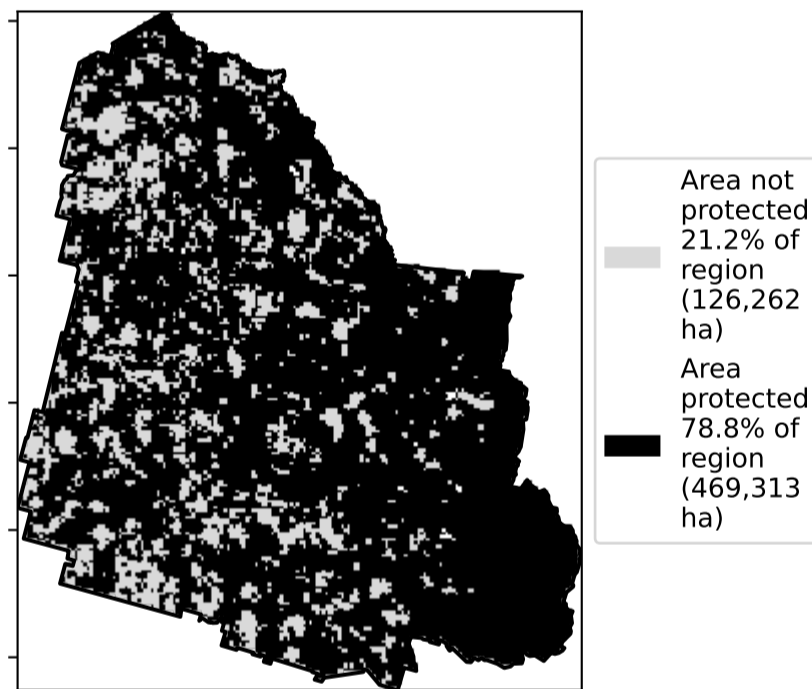 Area not
protected
21.2% of
region
(126,262
ha)
Area
protected
78.8% of
region
(469,313
ha)